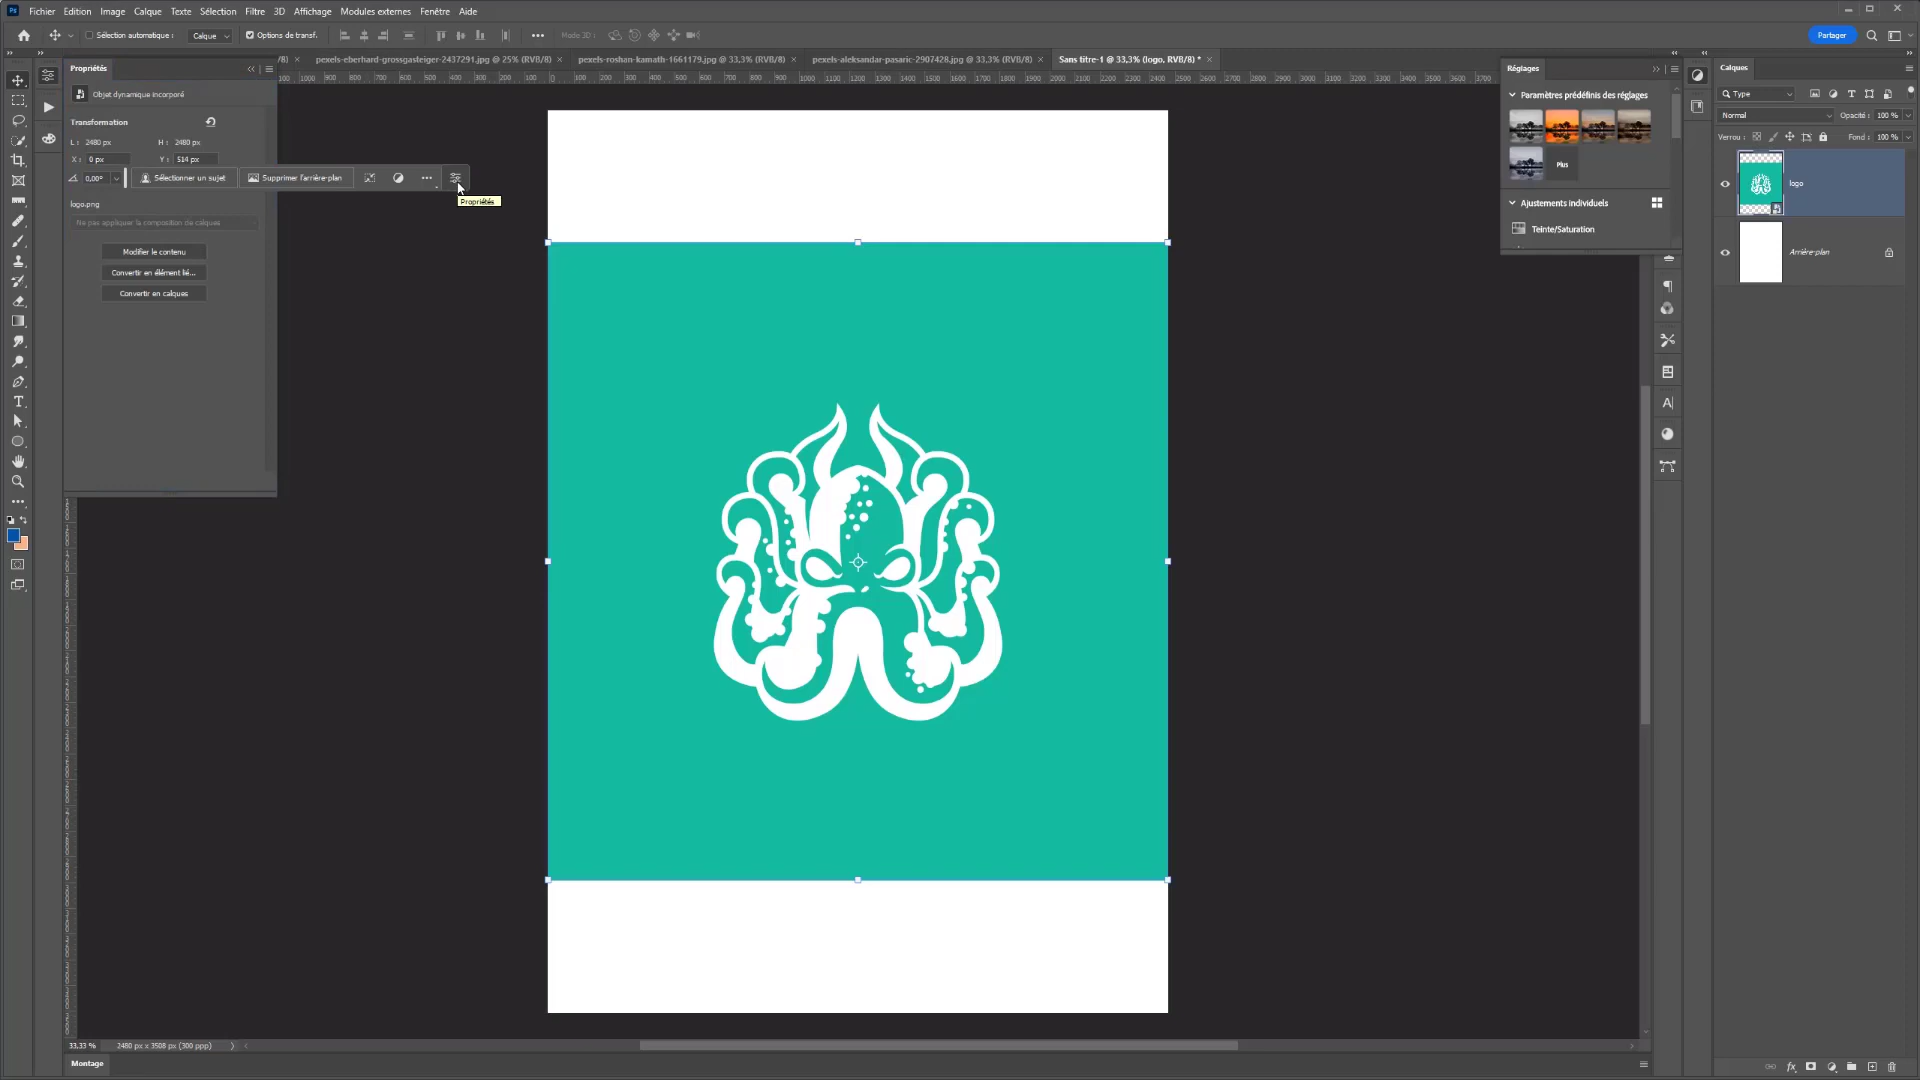 Ps Fichier Edition Image Calque Texte Sélection Filtre 3D Affichage Modules externes Fenêtre Aide
Sélection automatique : Calque Options de transf. Mode 3D : Partager
/8) × pexels-eberhard-grossgasteiger-2437291.jpg @ 25% (RVB/8) × pexels-roshan-kamath-1661179.jpg @ 33,3% (RVB/8) × pexels-aleksandar-pasaric-2907428.jpg @ 33,3% (RVB/8) × Sans titre-1 @ 33,3% (logo, RVB/8) * ×
Propriétés
Objet dynamique incorporé
Transformation
L : 2480 px H : 2480 px
X : 0 px Y : 514 px
0,00° Sélectionner un sujet Supprimer l'arrière-plan
Propriétés
logo.png
Ne pas appliquer la composition de calques
Modifier le contenu
Convertir en élément lié...
Convertir en calques
Réglages
Paramètres prédéfinis des réglages
Plus
Ajustements individuels
Teinte/Saturation
Calques
Type
Normal Opacité : 100 %
Verrou : Fond : 100 %
logo
Arrière-plan
33,33 % 2480 px x 3508 px (300 ppp)
Montage